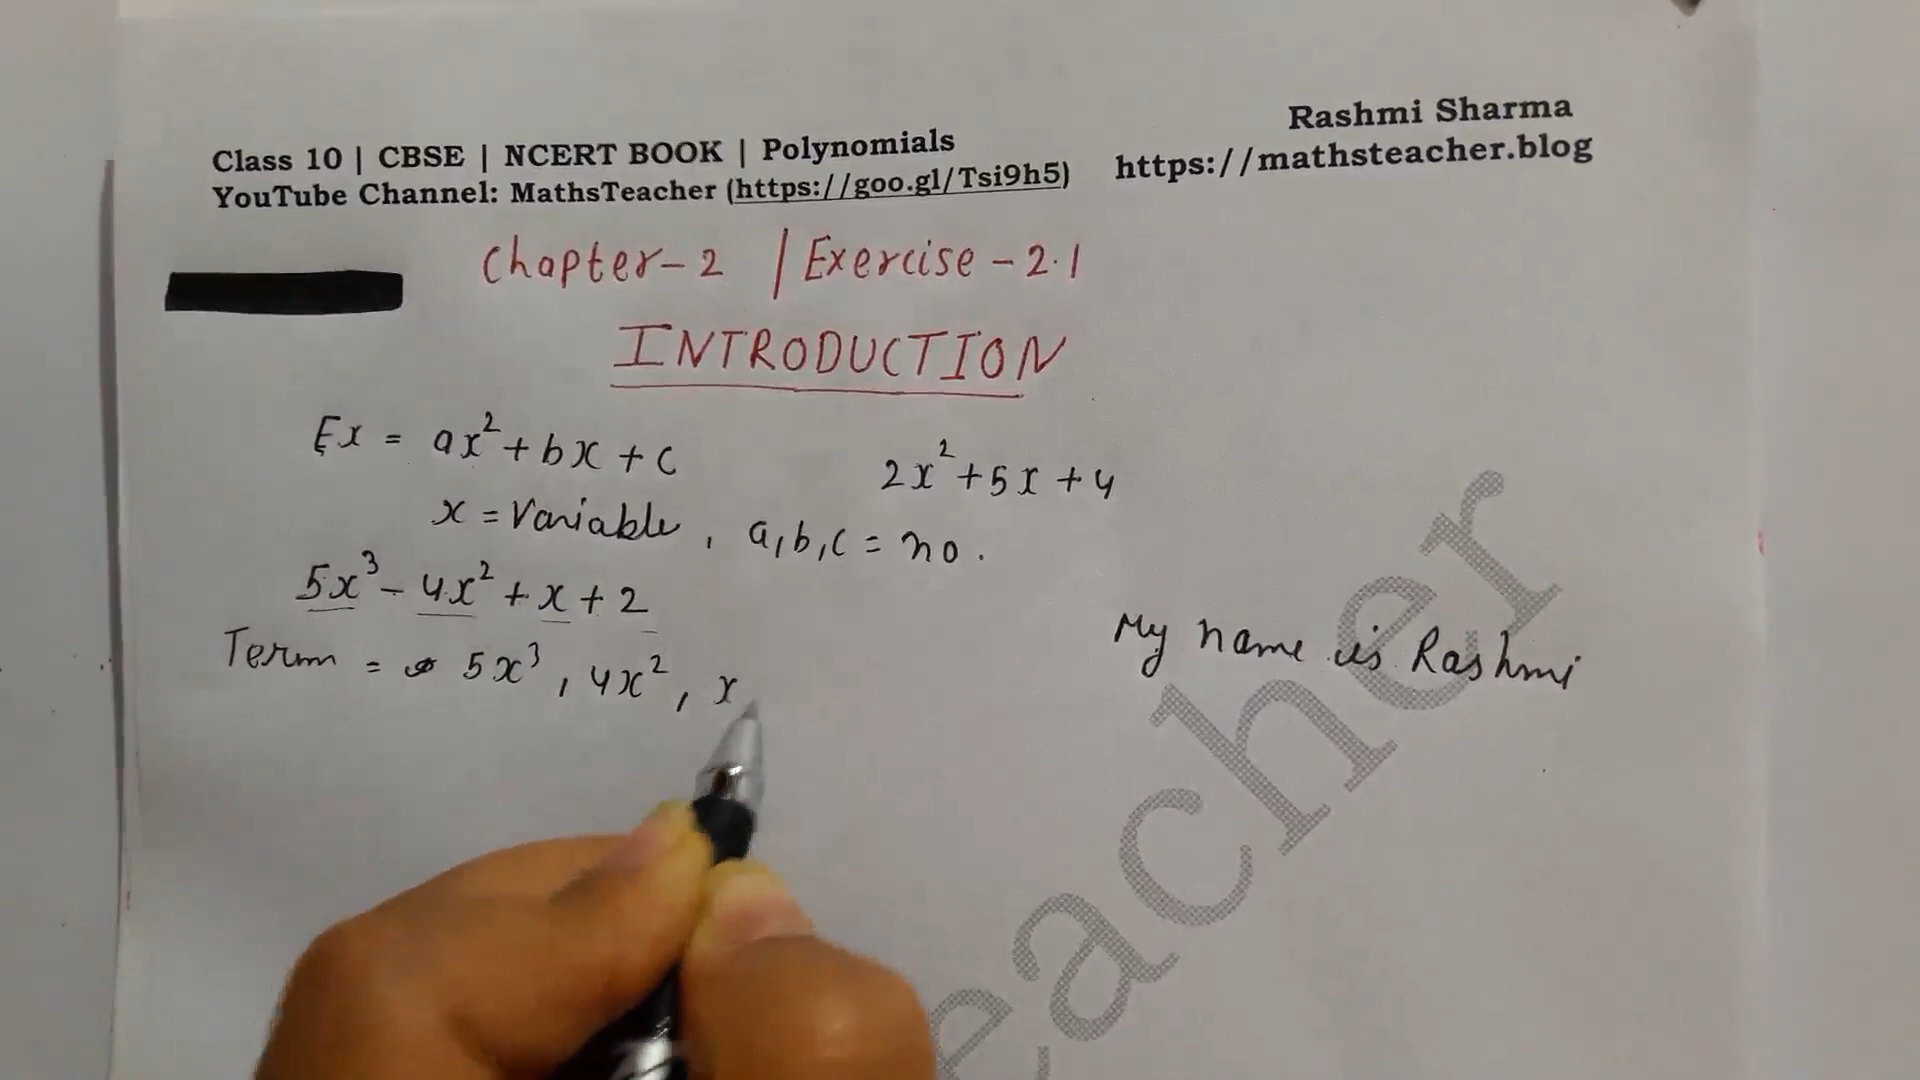 Class 10 | CBSE | NCERT BOOK | Polynomials
Rashmi Sharma
YouTube Channel: MathsTeacher (https://goo.gl/Tsi9h5)
https://mathsteacher.blog
Chapter-2 | Exercise-2.1
INTRODUCTION
Ex = ax²+bx+c
2x²+5x+4
x = Variable, a,b,c = no.
5x³ - 4x² + x + 2
Term = 5x³, 4x², x
My name is Rashmi
eacher